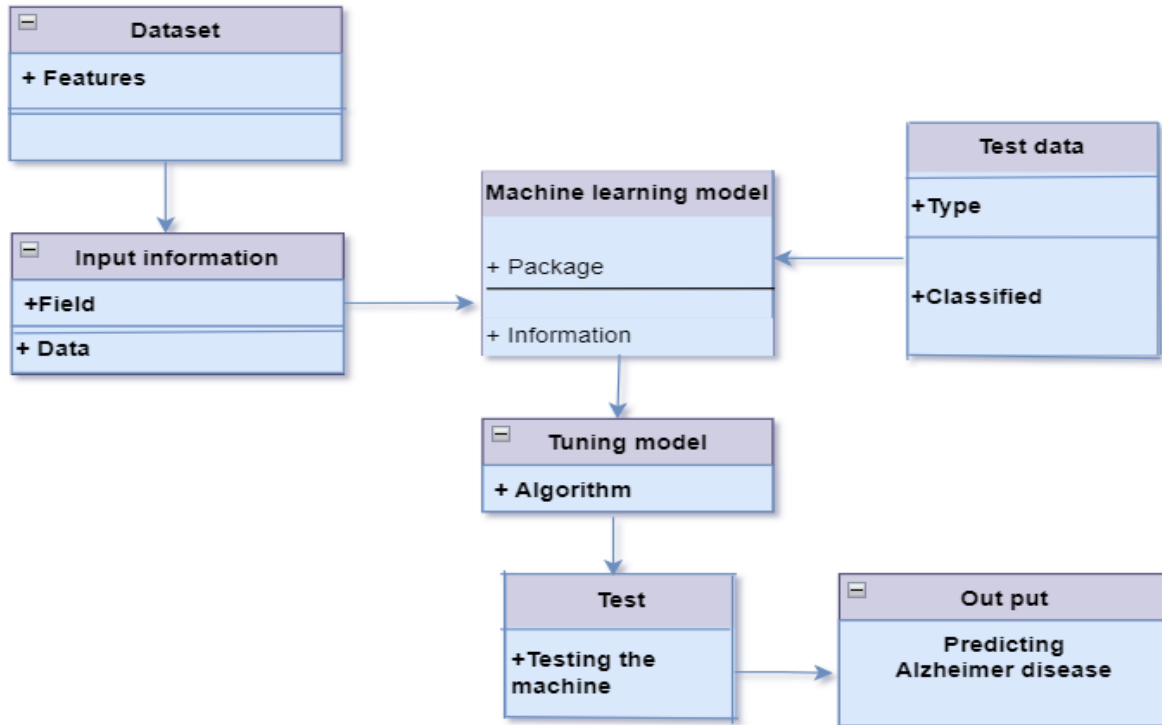 Dataset
+ Features
Input information
+Field
+ Data
Machine learning model
+ Package
+ Information
Test data
+Type
+Classified
Tuning model
+ Algorithm
Test
+Testing the
machine
Out put
Predicting
Alzheimer disease